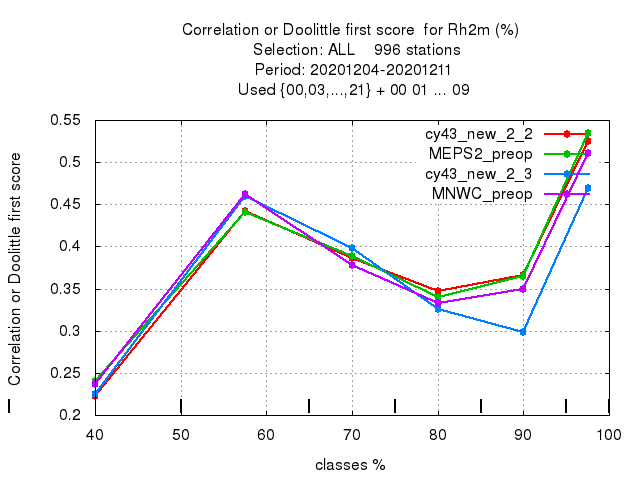 Correlation or Doolittle first score  for Rh2m (%)
Selection: ALL    996 stations
Period: 20201204-20201211
Used {00,03,...,21} + 00 01 ... 09
Correlation or Doolittle first score
0.55
0.5
0.45
0.4
0.35
0.3
0.25
0.2
cy43_new_2_2
MEPS2_preop
cy43_new_2_3
MNWC_preop
40 50 60 70 80 90 100
classes %